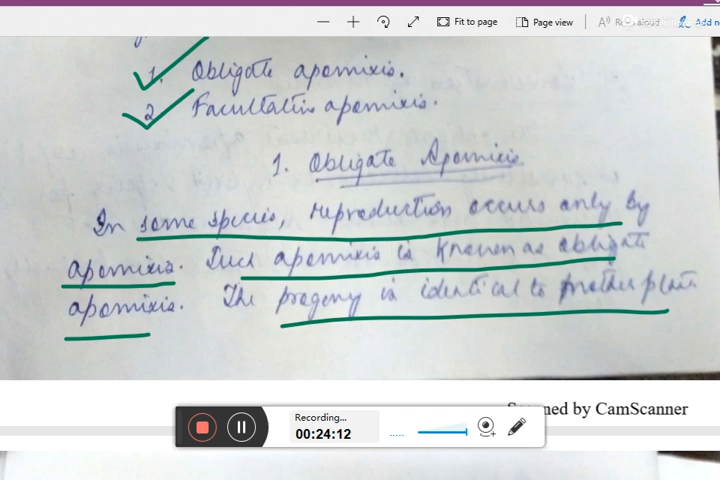 Fit to page
Page view
Add no
1. Obligate apomixis.
2. Facultative apomixis.
1. Obligate Apomixis
In some species, reproduction occurs only by
apomixis. Such apomixis is known as obligate
apomixis. The progeny is identical to mother plant.
Scanned by CamScanner
Recording...
00:24:12